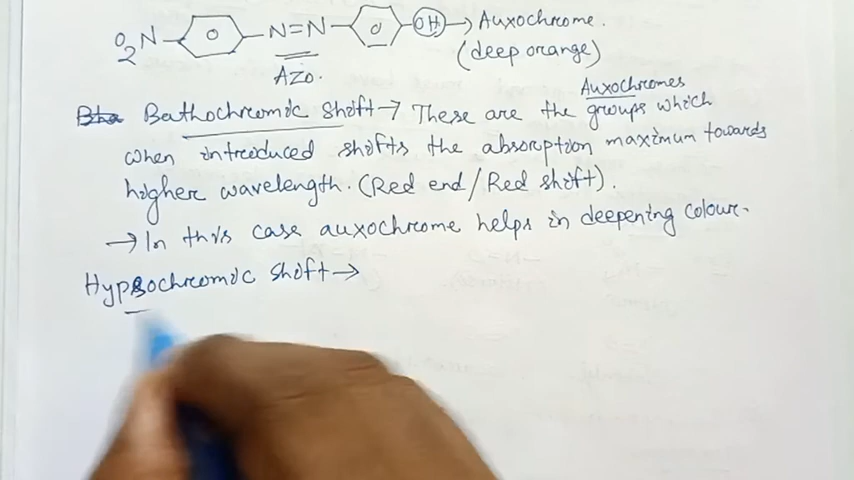 O2N- -N=N- -OH → Auxochrome.
(deep orange)
Azo.
Bathochromic shift → These are the Auxochromes groups which
when introduced shifts the absorption maximum towards
higher wavelength. (Red end/Red shift).
→ In this case auxochrome helps in deepening colour.
Hypsochromic shift →